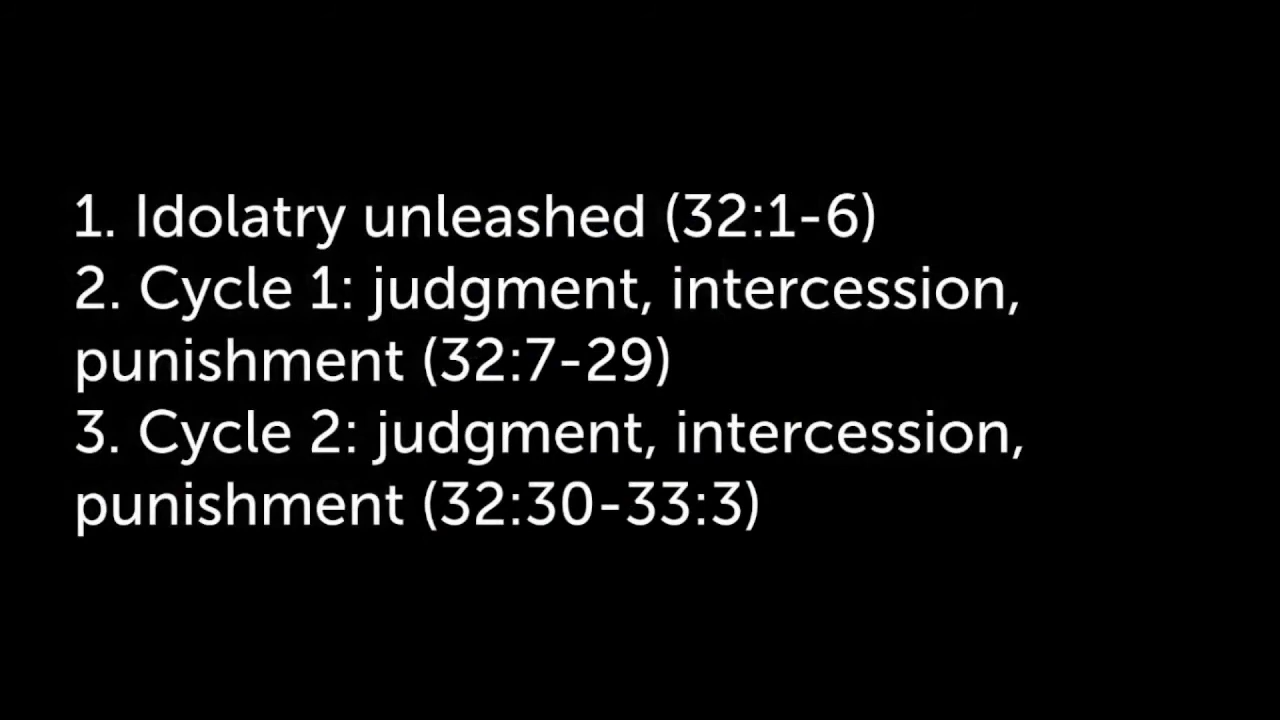 1. Idolatry unleashed (32:1-6)
2. Cycle 1: judgment, intercession,
punishment (32:7-29)
3. Cycle 2: judgment, intercession,
punishment (32:30-33:3)